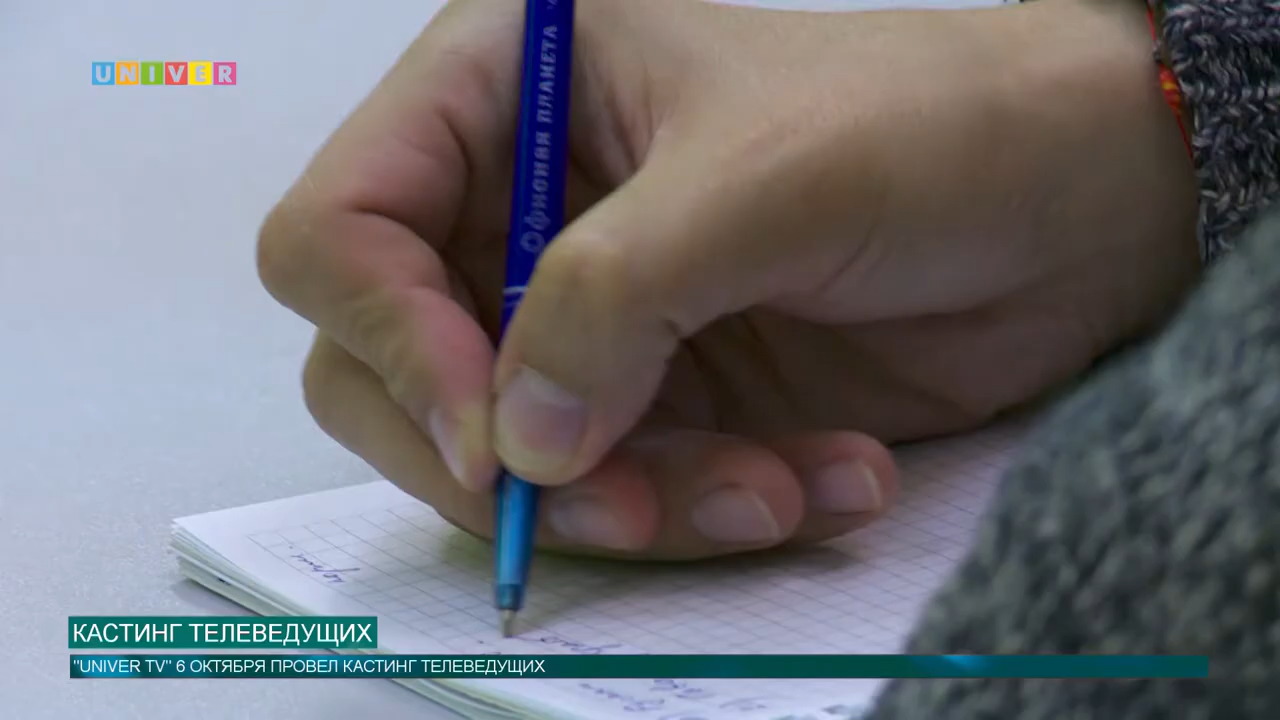 UNIVER
Офисная планета
КАСТИНГ ТЕЛЕВЕДУЩИХ
"UNIVER TV" 6 ОКТЯБРЯ ПРОВЕЛ КАСТИНГ ТЕЛЕВЕДУЩИХ